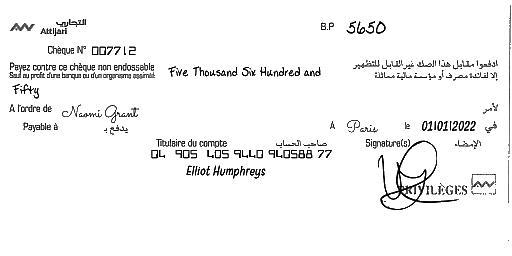 التجاري
Attijari
B.P 5650
Chèque N° 007712
Payez contre ce chèque non endossable
Sauf au profit d'une banque ou d'un organisme assimilé
Five Thousand Six Hundred and
ادفعوا مقابل هذا الصك غير القابل للتظهير
إلا لفائدة مصرف أو مؤسسة مالية مماثلة
Fifty
A l'ordre de Naomi Grant لأمر
Payable à يدفع بـ
A Paris le 01/01/2022 في
Titulaire du compte صاحب الحساب
Signature(s) الإمضاء
04 905 405 9440 940588 77
Elliot Humphreys
PRIVILÈGES